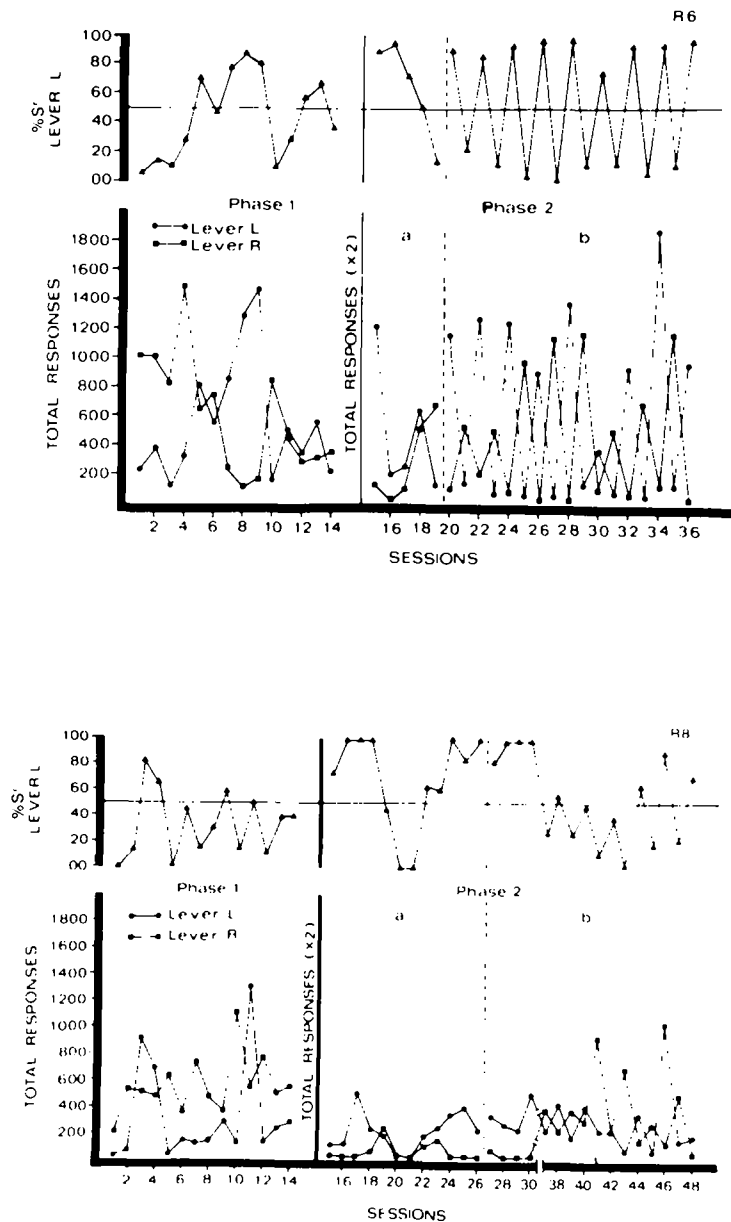 R6
100
80
60
40
20
00
%S^r
LEVER L
Phase 1
Phase 2
Lever L
Lever R
a
b
1800
1600
1400
1200
1000
800
600
400
200
TOTAL RESPONSES
TOTAL RESPONSES (x2)
2 4 6 8 10 12 14 16 18 20 22 24 26 28 30 32 34 36
SESSIONS
R8
100
80
60
40
20
00
%S^r
LEVER L
Phase 1
Phase 2
Lever L
Lever R
a
b
1800
1600
1400
1200
1000
800
600
400
200
TOTAL RESPONSES
TOTAL RESPONSES (x2)
2 4 6 8 10 12 14 16 18 20 22 24 26 28 30 38 40 42 44 46 48
SESSIONS